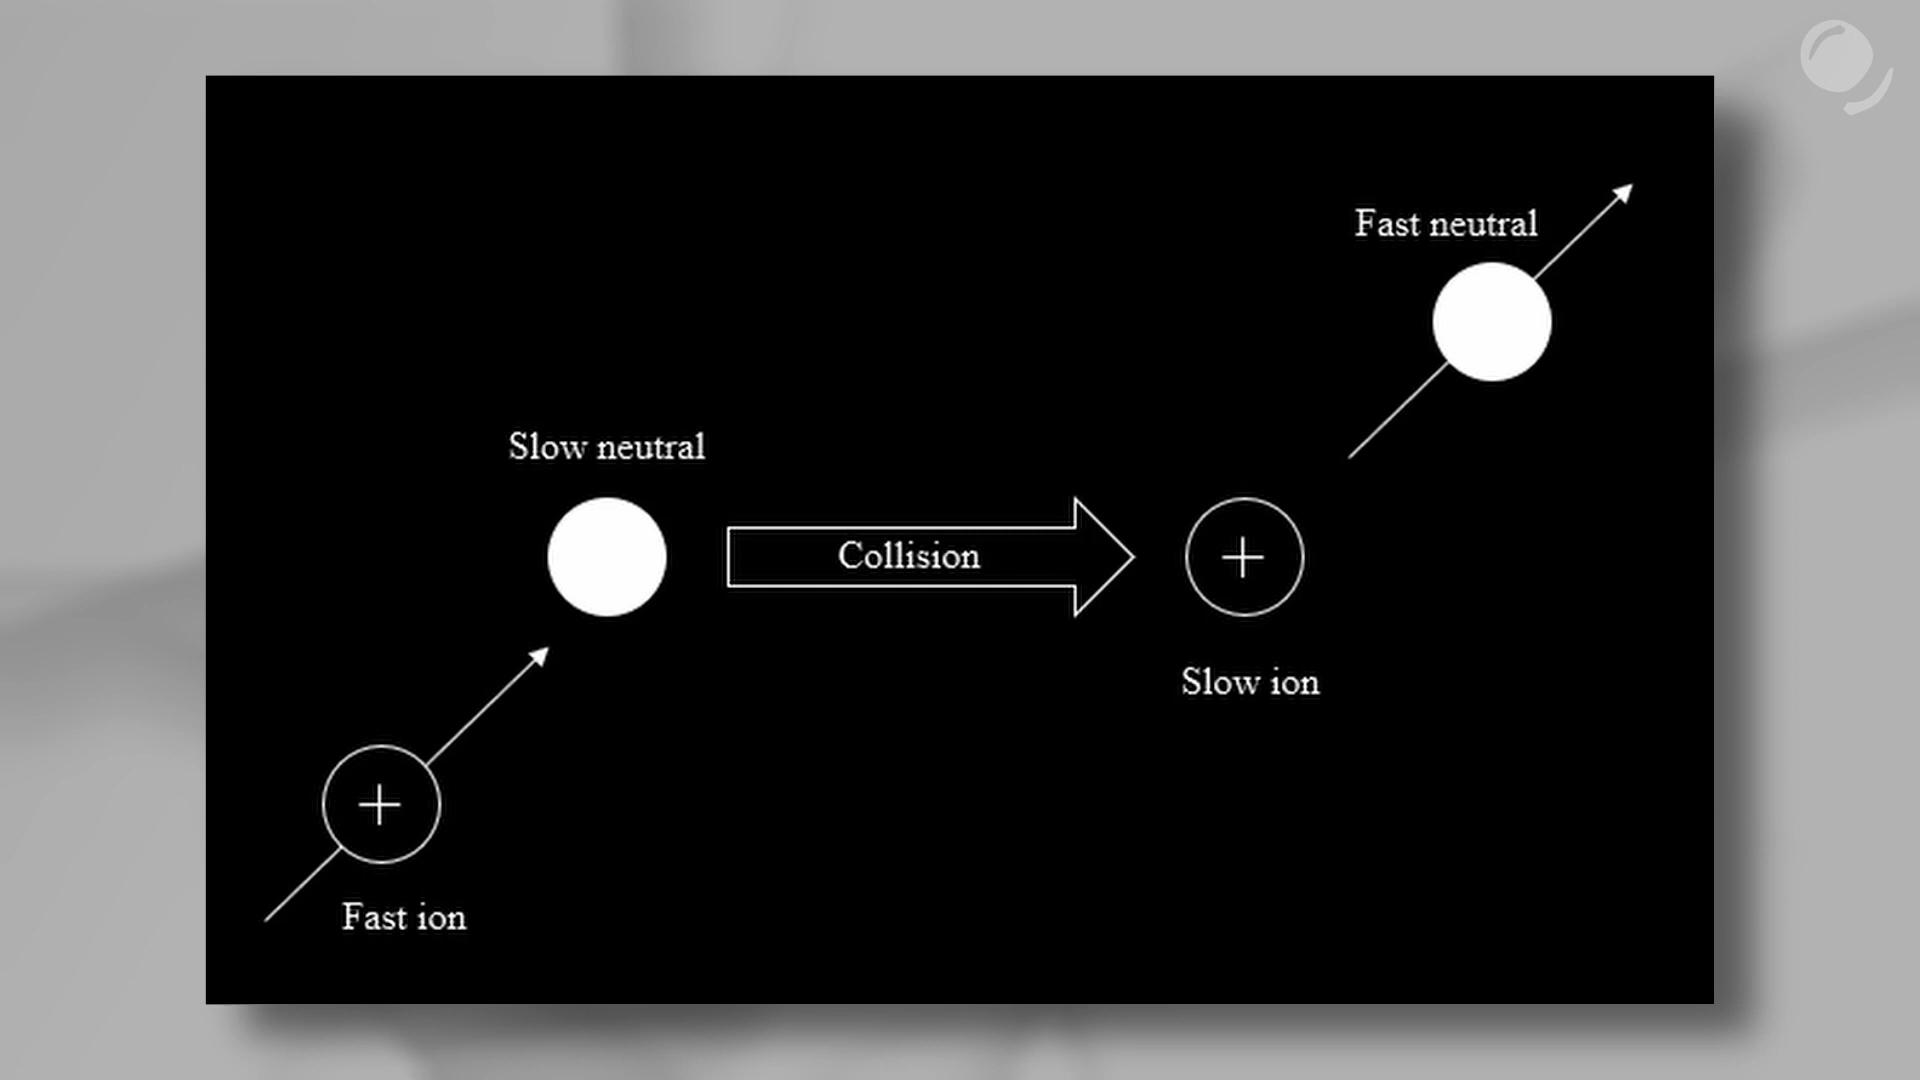 Fast neutral
Slow neutral
Collision
Slow ion
Fast ion